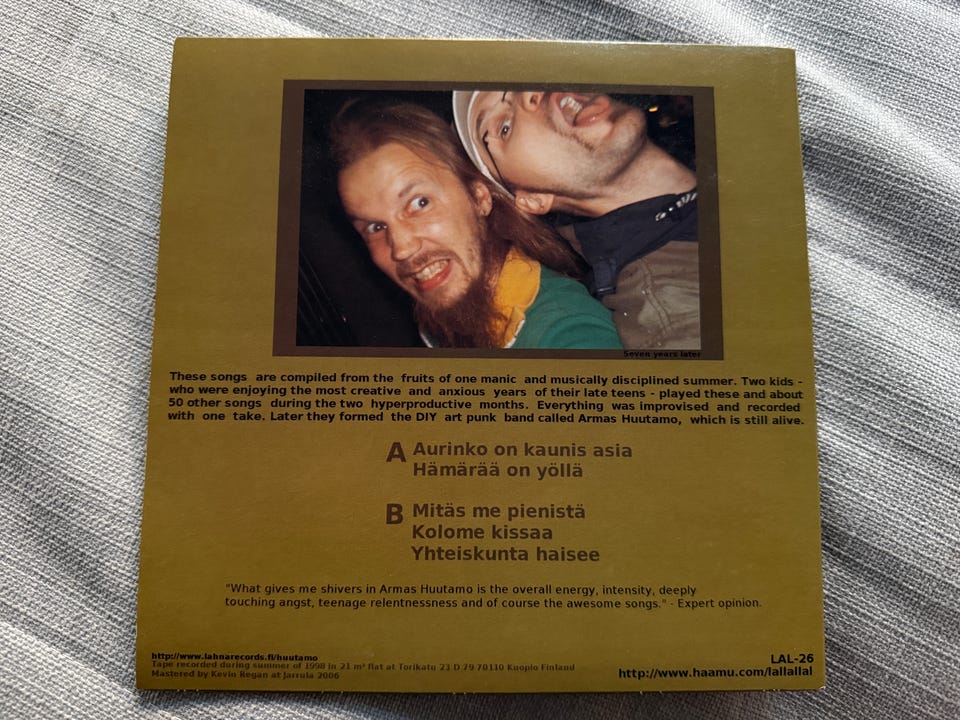 Seven years later
These songs are compiled from the fruits of one manic and musically disciplined summer. Two kids -
who were enjoying the most creative and anxious years of their late teens - played these and about
50 other songs during the two hyperproductive months. Everything was improvised and recorded
with one take. Later they formed the DIY art punk band called Armas Huutamo, which is still alive.
A Aurinko on kaunis asia
Hämärää on yöllä
B Mitäs me pienistä
Kolome kissaa
Yhteiskunta haisee
"What gives me shivers in Armas Huutamo is the overall energy, intensity, deeply
touching angst, teenage relentnessness and of course the awesome songs." - Expert opinion.
http://www.lahnarecords.fi/huutamo
Tape recorded during summer of 1998 in 21 m² flat at Torikatu 23 D 79 70110 Kuopio Finland
Mastered by Kevin Regan at Jarrula 2006
LAL-26
http://www.haamu.com/lallallal